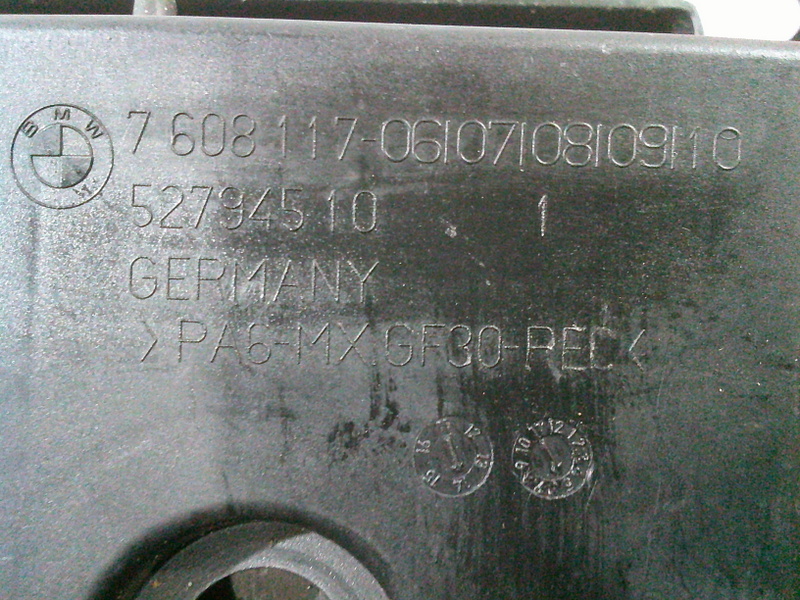 BMW
7 608 117-06|07|08|09|10
527945 10 1
GERMANY
>PA6-MX GF30-REC<